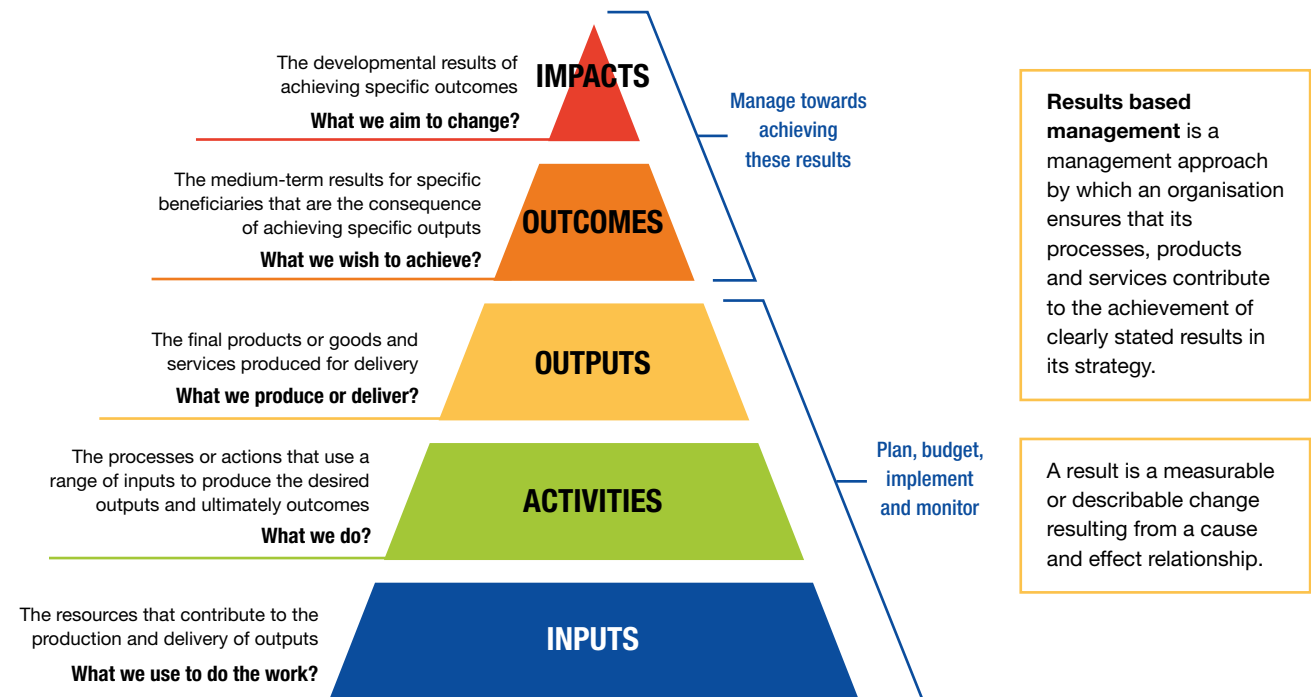 The developmental results of
achieving specific outcomes
What we aim to change?
IMPACTS
Manage towards
achieving
these results
The medium-term results for specific
beneficiaries that are the consequence
of achieving specific outputs
What we wish to achieve?
OUTCOMES
The final products or goods and
services produced for delivery
What we produce or deliver?
OUTPUTS
The processes or actions that use a
range of inputs to produce the desired
outputs and ultimately outcomes
What we do?
ACTIVITIES
Plan, budget,
implement
and monitor
The resources that contribute to the
production and delivery of outputs
What we use to do the work?
INPUTS
Results based
management is a
management approach
by which an organisation
ensures that its
processes, products
and services contribute
to the achievement of
clearly stated results in
its strategy.
A result is a measurable
or describable change
resulting from a cause
and effect relationship.